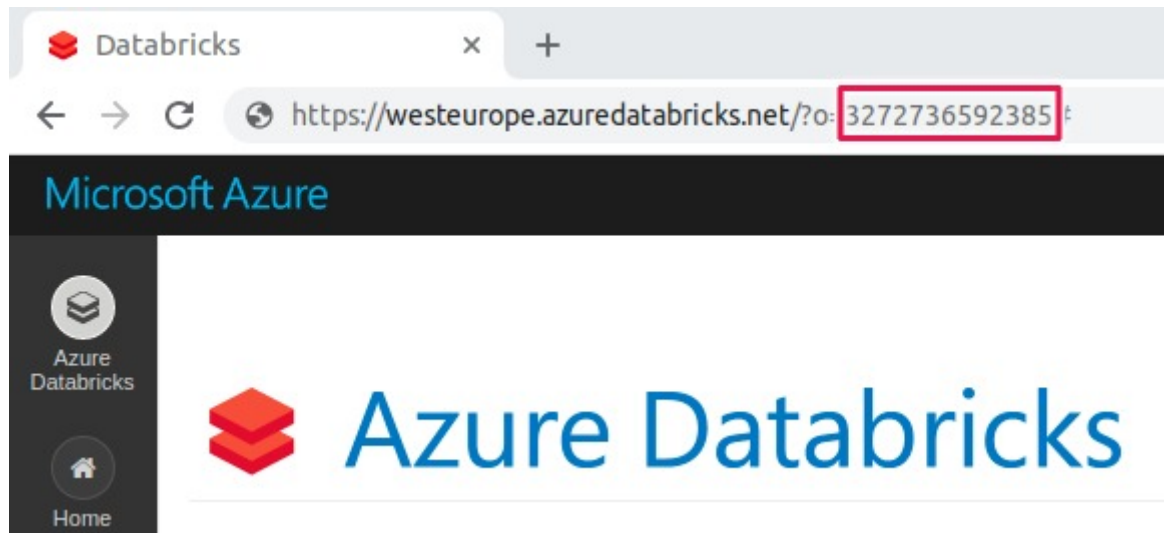 Databricks × +
https://westeurope.azuredatabricks.net/?o=3272736592385
Microsoft Azure
Azure
Databricks
Azure Databricks
Home